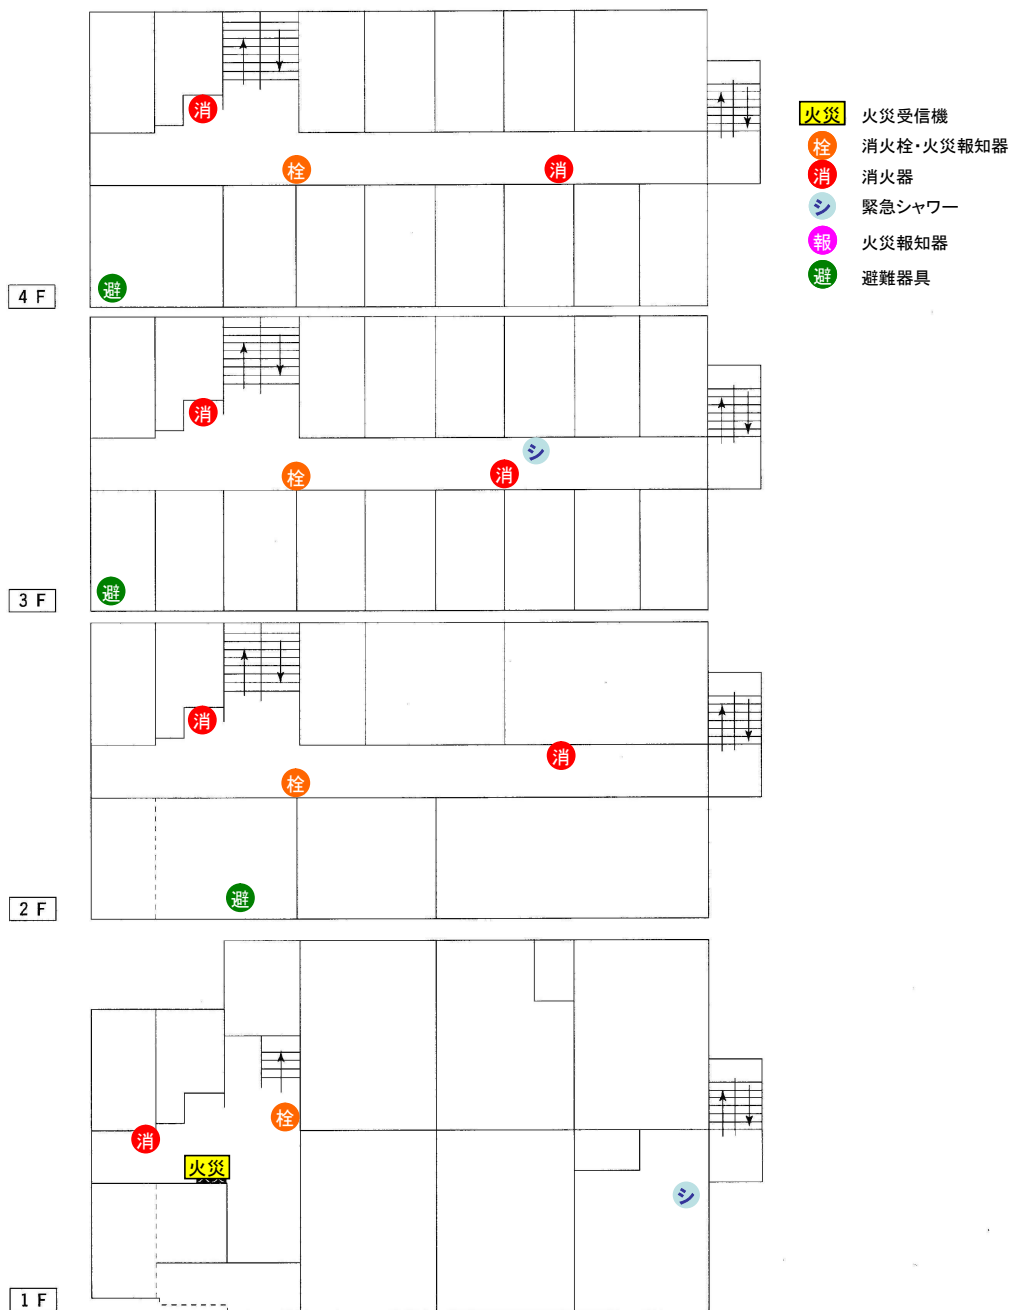 消
栓
消
避
4 F
火災 火災受信機
栓 消火栓・火災報知器
消 消火器
シ 緊急シャワー
報 火災報知器
避 避難器具
消
シ
栓
消
避
3 F
消
消
栓
避
2 F
栓
消
火災
シ
1 F